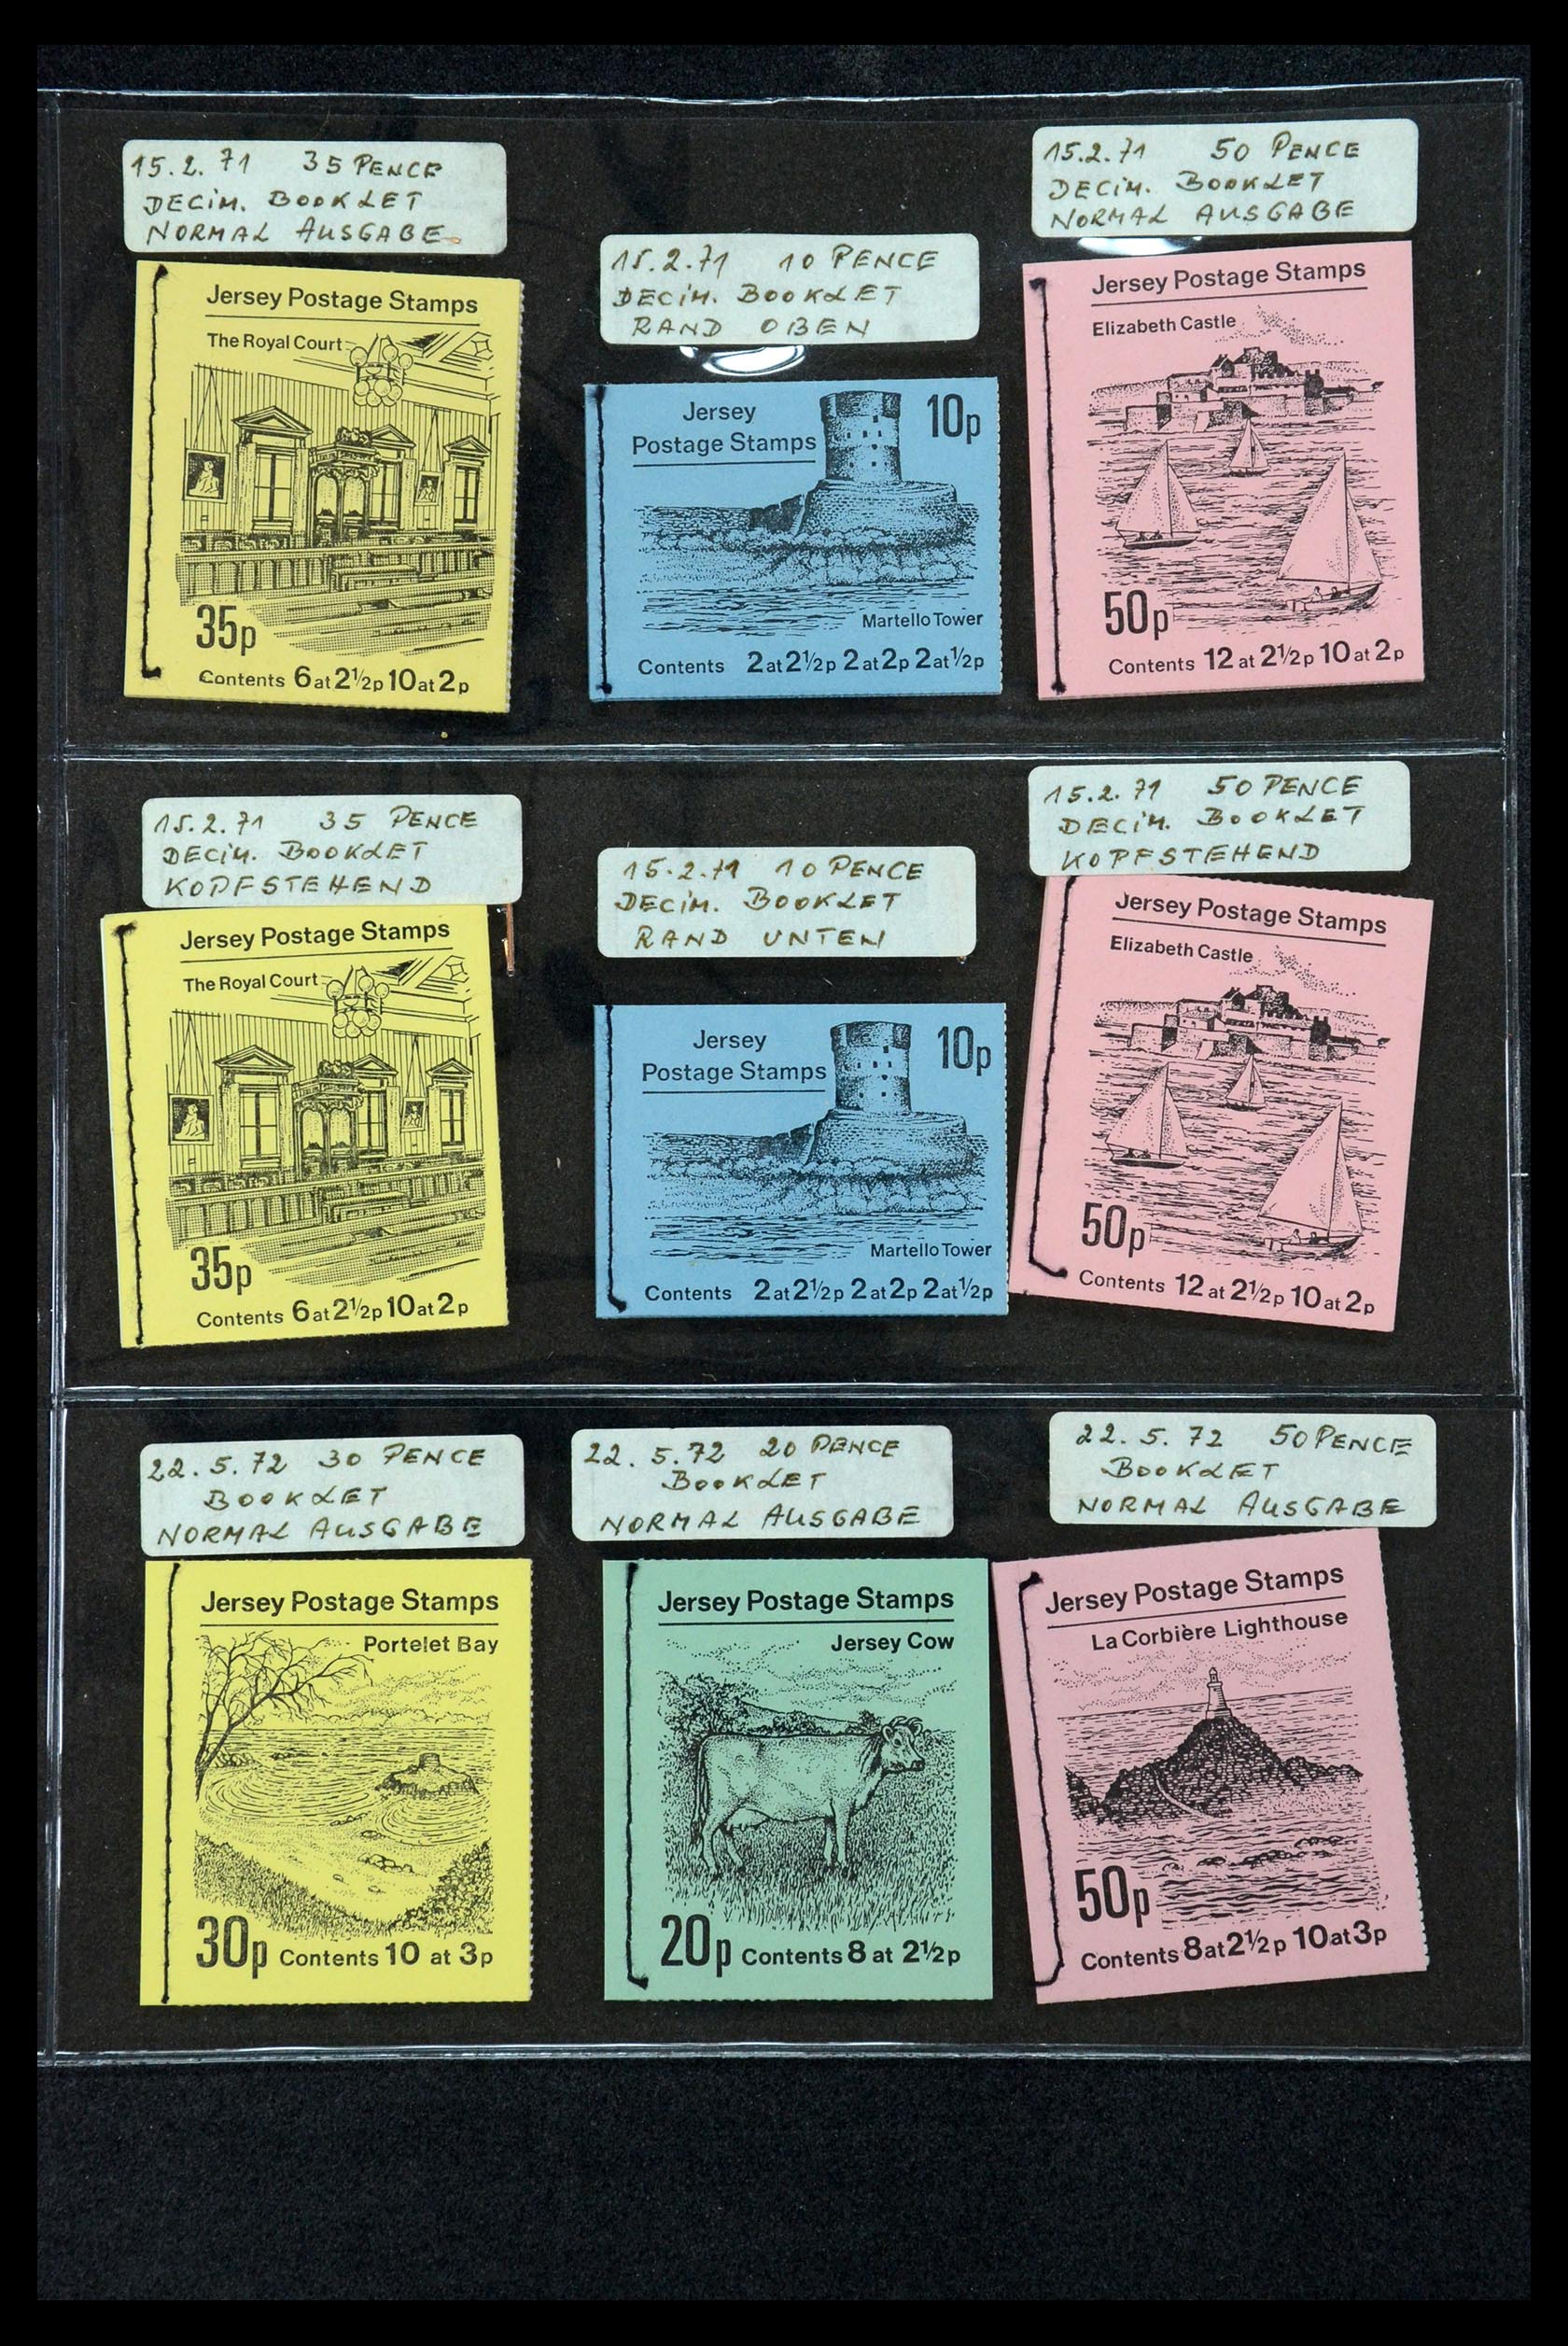 15.2.71 35 PENCE
DECIM. BOOKLET
NORMAL AUSGABE
Jersey Postage Stamps
The Royal Court
35p
Contents 6 at 2½p 10 at 2p
15.2.71 10 PENCE
DECIM. BOOKLET
RAND OBEN
Jersey
Postage Stamps
10p
Martello Tower
Contents 2 at 2½p 2 at 2p 2 at ½p
15.2.71 50 PENCE
DECIM. BOOKLET
NORMAL AUSGABE
Jersey Postage Stamps
Elizabeth Castle
50p
Contents 12 at 2½p 10 at 2p
15.2.71 35 PENCE
DECIM. BOOKLET
KOPFSTEHEND
Jersey Postage Stamps
The Royal Court
35p
Contents 6 at 2½p 10 at 2p
15.2.71 10 PENCE
DECIM. BOOKLET
RAND UNTEN
Jersey
Postage Stamps
10p
Martello Tower
Contents 2 at 2½p 2 at 2p 2 at ½p
15.2.71 50 PENCE
DECIM. BOOKLET
KOPFSTEHEND
Jersey Postage Stamps
Elizabeth Castle
50p
Contents 12 at 2½p 10 at 2p
22.5.72 30 PENCE
BOOKLET
NORMAL AUSGABE
Jersey Postage Stamps
Portelet Bay
30p Contents 10 at 3p
22.5.72 20 PENCE
BOOKLET
NORMAL AUSGABE
Jersey Postage Stamps
Jersey Cow
20p Contents 8 at 2½p
22.5.72 50 PENCE
BOOKLET
NORMAL AUSGABE
Jersey Postage Stamps
La Corbière Lighthouse
50p
Contents 8 at 2½p 10 at 3p